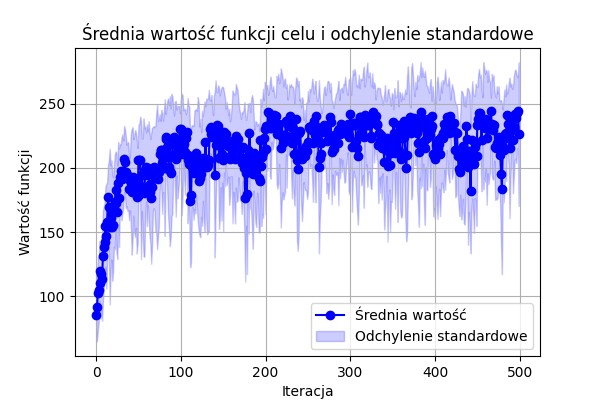 Średnia wartość funkcji celu i odchylenie standardowe
Wartość funkcji
250
200
150
100
0
100
200
300
400
500
Iteracja
Średnia wartość
Odchylenie standardowe